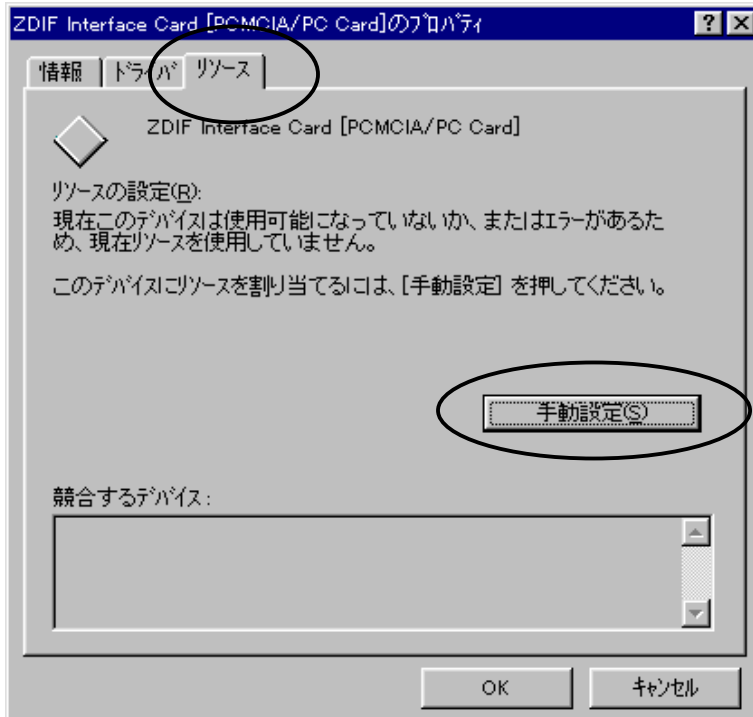 ZDIF Interface Card [PCMCIA/PC Card]のﾌﾟﾛﾊﾟﾃｨ
情報 ﾄﾞﾗｲﾊﾞ ﾘｿｰｽ
ZDIF Interface Card [PCMCIA/PC Card]
ﾘｿｰｽの設定(R):
現在このﾃﾞﾊﾞｲｽは使用可能になっていないか、またはｴﾗｰがあるた
め、現在ﾘｿｰｽを使用していません。
このﾃﾞﾊﾞｲｽにﾘｿｰｽを割り当てるには、[手動設定] を押してください。
手動設定(S)
競合するﾃﾞﾊﾞｲｽ:
OK ｷｬﾝｾﾙ